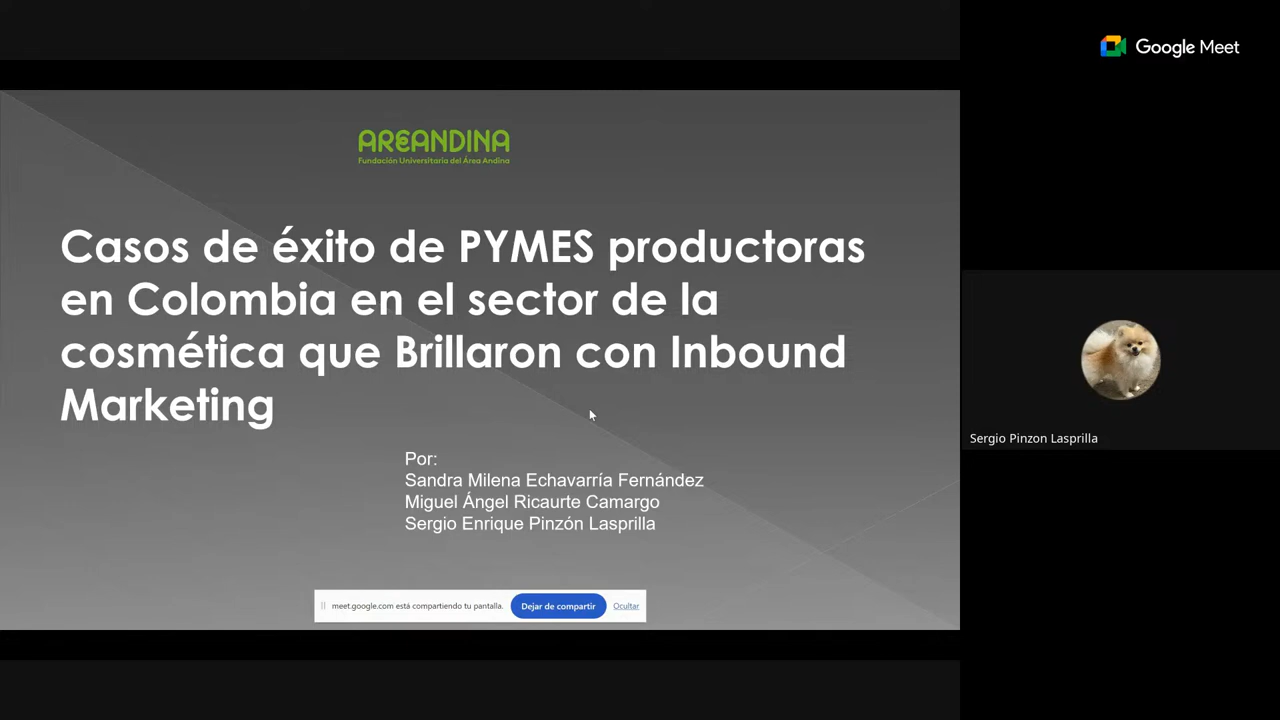 Google Meet
AREANDINA
Fundación Universitaria del Área Andina
Casos de éxito de PYMES productoras
en Colombia en el sector de la
cosmética que Brillaron con Inbound
Marketing
Por:
Sandra Milena Echavarría Fernández
Miguel Ángel Ricaurte Camargo
Sergio Enrique Pinzón Lasprilla
Sergio Pinzon Lasprilla
meet.google.com está compartiendo tu pantalla. Dejar de compartir Ocultar